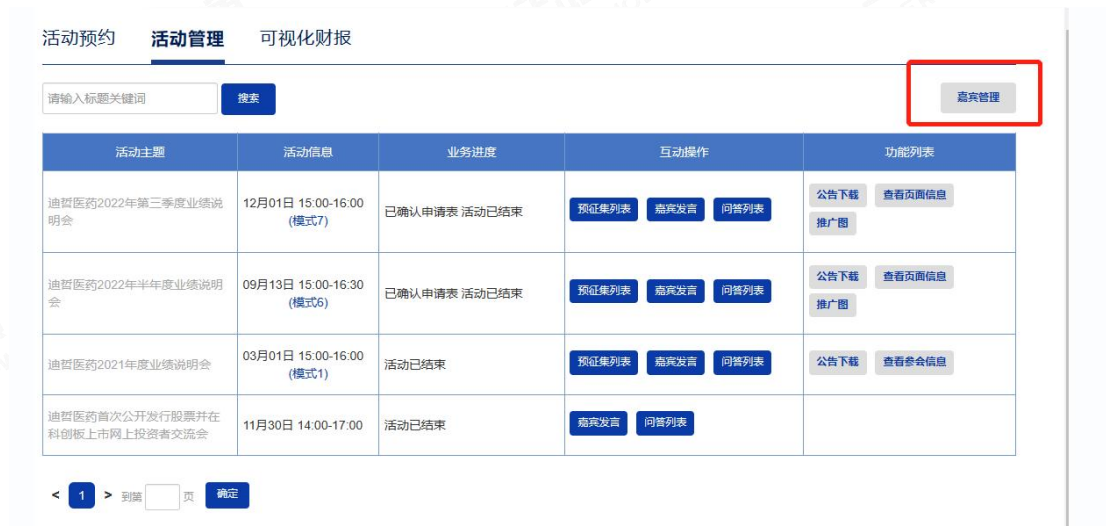 活动预约 活动管理 可视化财报
请输入标题关键词 搜索 嘉宾管理
活动主题 活动信息 业务进度 互动操作 功能列表
迪哲医药2022年第三季度业绩说明会 12月01日 15:00-16:00 (模式7) 已确认申请表 活动已结束 预征集列表 嘉宾发言 问答列表 公告下载 查看页面信息 推广图
迪哲医药2022年半年度业绩说明会 09月13日 15:00-16:30 (模式6) 已确认申请表 活动已结束 预征集列表 嘉宾发言 问答列表 公告下载 查看页面信息 推广图
迪哲医药2021年度业绩说明会 03月01日 15:00-16:00 (模式1) 活动已结束 预征集列表 嘉宾发言 问答列表 公告下载 查看参会信息
迪哲医药首次公开发行股票并在科创板上市网上投资者交流会 11月30日 14:00-17:00 活动已结束 嘉宾发言 问答列表
< 1 > 到第 页 确定